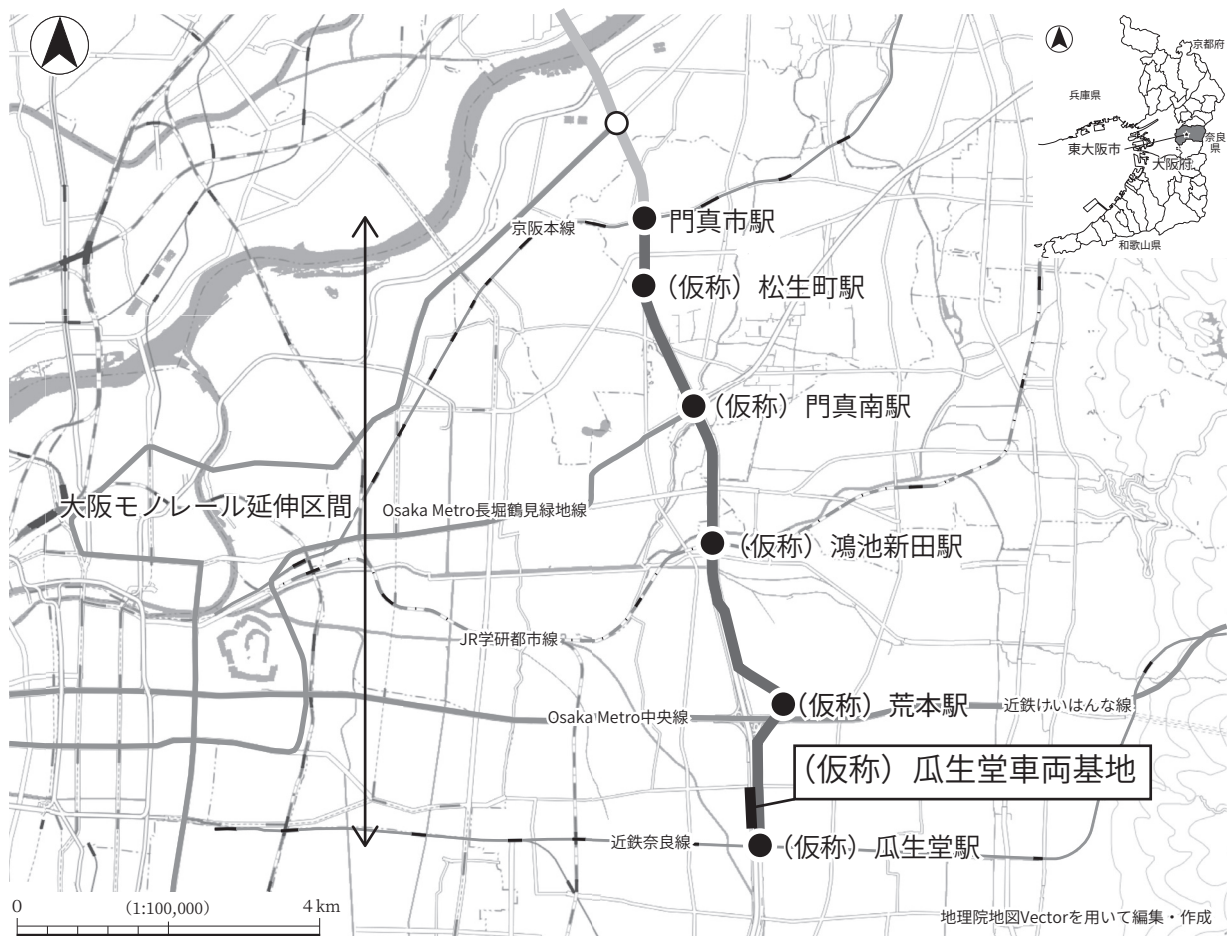 京都府
兵庫県
奈良
県
東大阪市
大阪府
和歌山県
門真市駅
京阪本線
（仮称）松生町駅
（仮称）門真南駅
大阪モノレール延伸区間
Osaka Metro長堀鶴見緑地線
（仮称）鴻池新田駅
JR学研都市線
（仮称）荒本駅
近鉄けいはんな線
Osaka Metro中央線
（仮称）瓜生堂車両基地
近鉄奈良線
（仮称）瓜生堂駅
0 （1:100,000） 4 km
地理院地図Vectorを用いて編集・作成